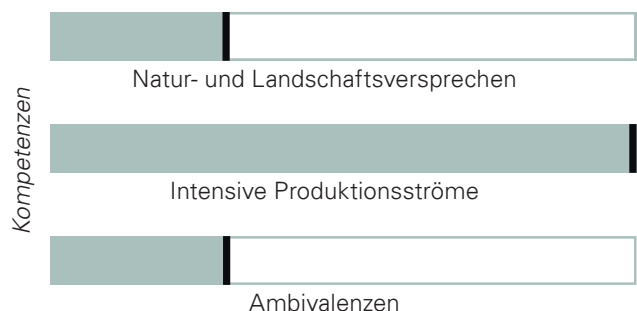 Kompetenzen
Natur- und Landschaftsversprechen
Intensive Produktionsströme
Ambivalenzen